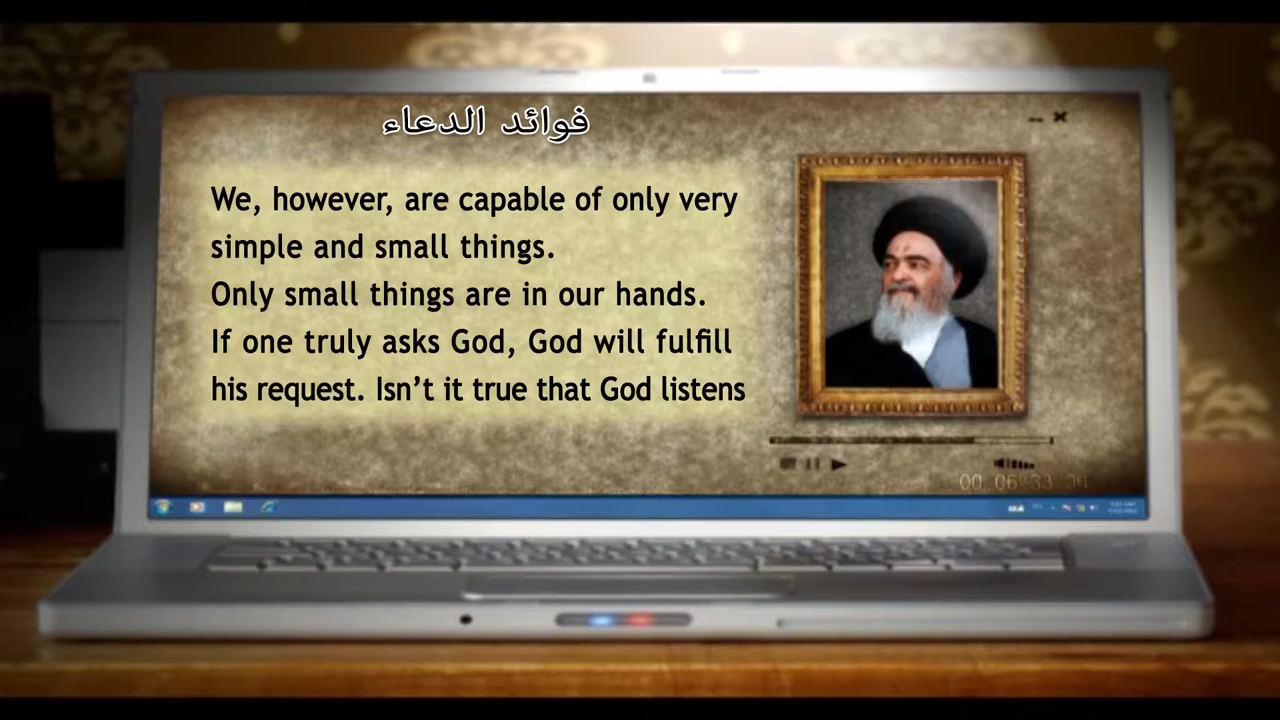 فوائد الدعاء
We, however, are capable of only very
simple and small things.
Only small things are in our hands.
If one truly asks God, God will fulfill
his request. Isn't it true that God listens